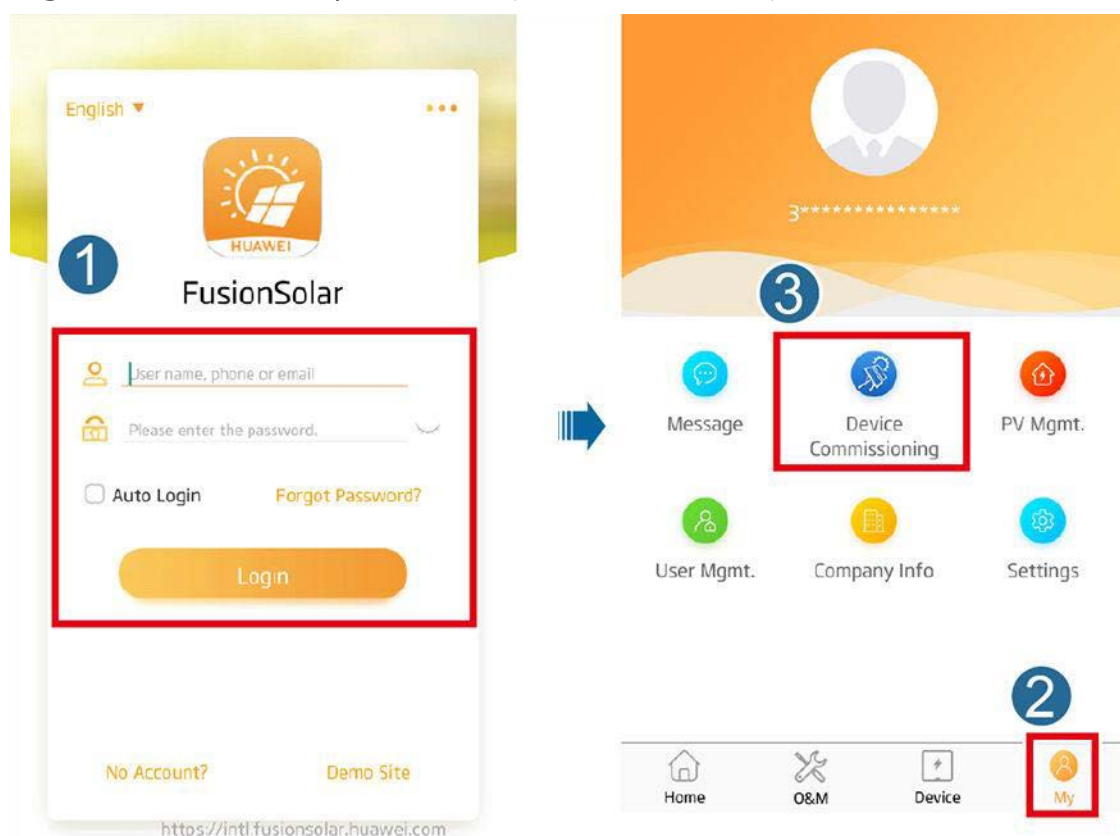 English ▼
HUAWEI
1
FusionSolar
User name, phone or email
Please enter the password.
Auto Login Forgot Password?
Login
No Account? Demo Site
https://intl.fusionsolar.huawei.com
3***************
3
Message Device Commissioning PV Mgmt.
User Mgmt. Company Info Settings
2
Home O&M Device My